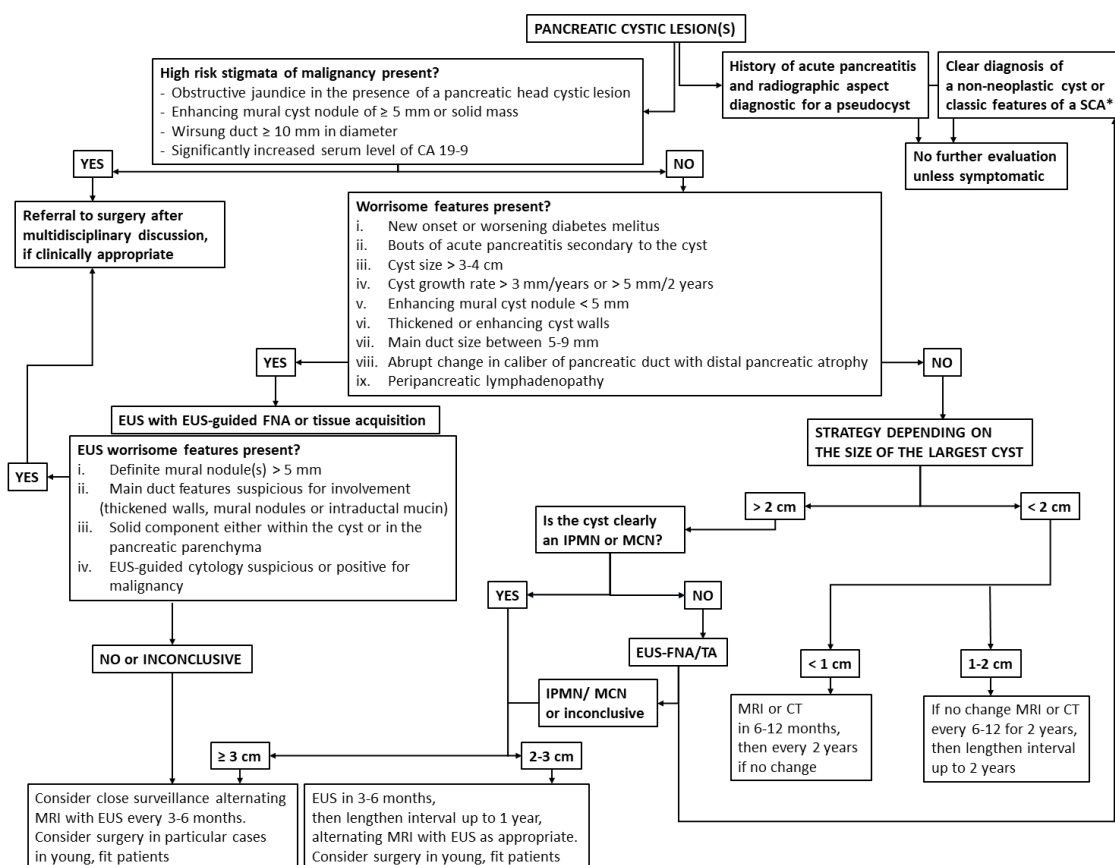 PANCREATIC CYSTIC LESION(S)
High risk stigmata of malignancy present?
- Obstructive jaundice in the presence of a pancreatic head cystic lesion
- Enhancing mural cyst nodule of ≥ 5 mm or solid mass
- Wirsung duct ≥ 10 mm in diameter
- Significantly increased serum level of CA 19-9
History of acute pancreatitis
and radiographic aspect
diagnostic for a pseudocyst
Clear diagnosis of
a non-neoplastic cyst or
classic features of a SCA*
YES
NO
No further evaluation
unless symptomatic
Referral to surgery after
multidisciplinary discussion,
if clinically appropriate
Worrisome features present?
i. New onset or worsening diabetes melitus
ii. Bouts of acute pancreatitis secondary to the cyst
iii. Cyst size > 3-4 cm
iv. Cyst growth rate > 3 mm/years or > 5 mm/2 years
v. Enhancing mural cyst nodule < 5 mm
vi. Thickened or enhancing cyst walls
vii. Main duct size between 5-9 mm
viii. Abrupt change in caliber of pancreatic duct with distal pancreatic atrophy
ix. Peripancreatic lymphadenopathy
YES
NO
EUS with EUS-guided FNA or tissue acquisition
EUS worrisome features present?
i. Definite mural nodule(s) > 5 mm
ii. Main duct features suspicious for involvement
(thickened walls, mural nodules or intraductal mucin)
iii. Solid component either within the cyst or in the
pancreatic parenchyma
iv. EUS-guided cytology suspicious or positive for
malignancy
YES
STRATEGY DEPENDING ON
THE SIZE OF THE LARGEST CYST
> 2 cm
< 2 cm
Is the cyst clearly
an IPMN or MCN?
YES
NO
NO or INCONCLUSIVE
EUS-FNA/TA
< 1 cm
1-2 cm
IPMN/ MCN
or inconclusive
MRI or CT
in 6-12 months,
then every 2 years
if no change
If no change MRI or CT
every 6-12 for 2 years,
then lengthen interval
up to 2 years
≥ 3 cm
2-3 cm
Consider close surveillance alternating
MRI with EUS every 3-6 months.
Consider surgery in particular cases
in young, fit patients
EUS in 3-6 months,
then lengthen interval up to 1 year,
alternating MRI with EUS as appropriate.
Consider surgery in young, fit patients